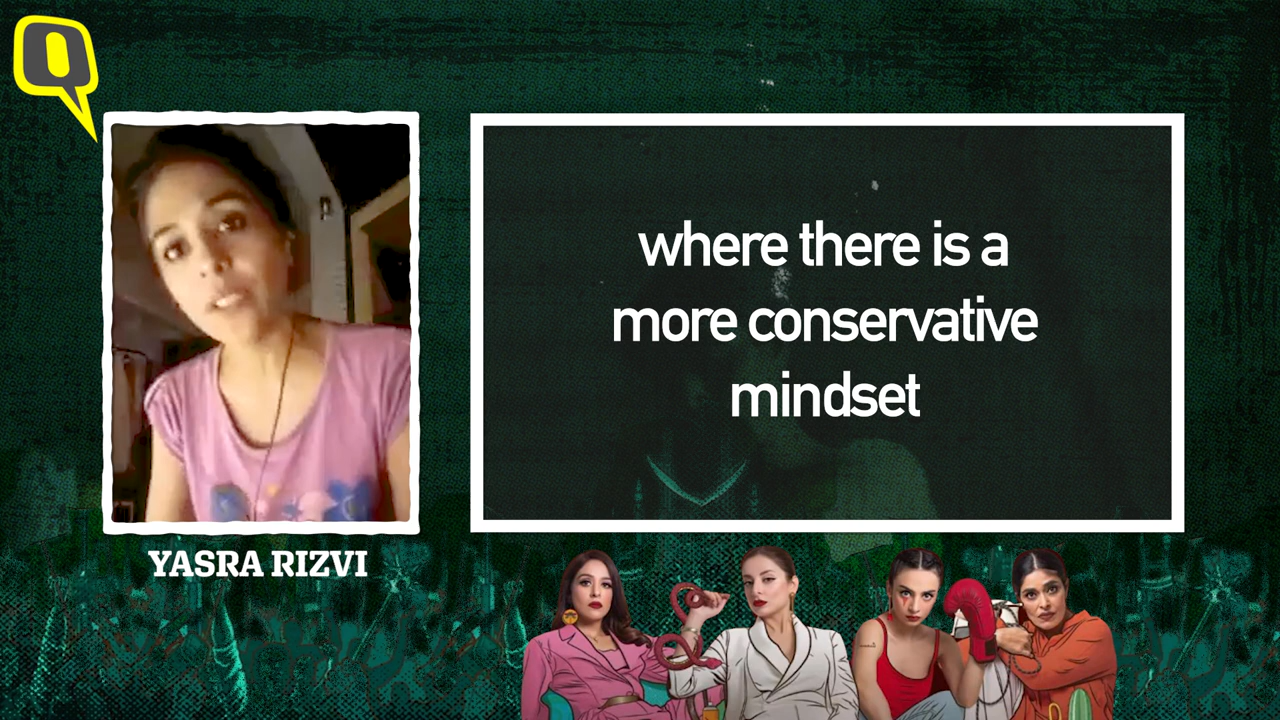 Q
YASRA RIZVI
where there is a
more conservative
mindset